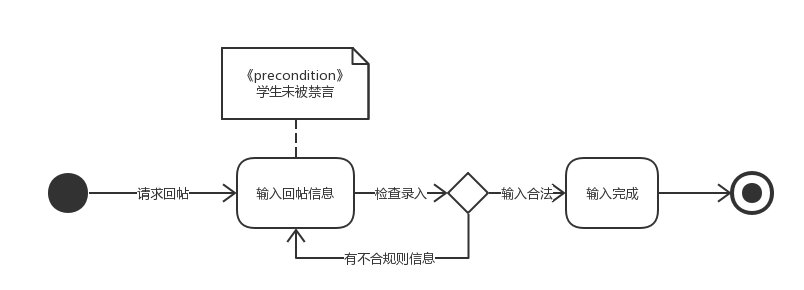 《precondition》
学生未被禁言
请求回帖
输入回帖信息
检查录入
输入合法
输入完成
有不合规则信息